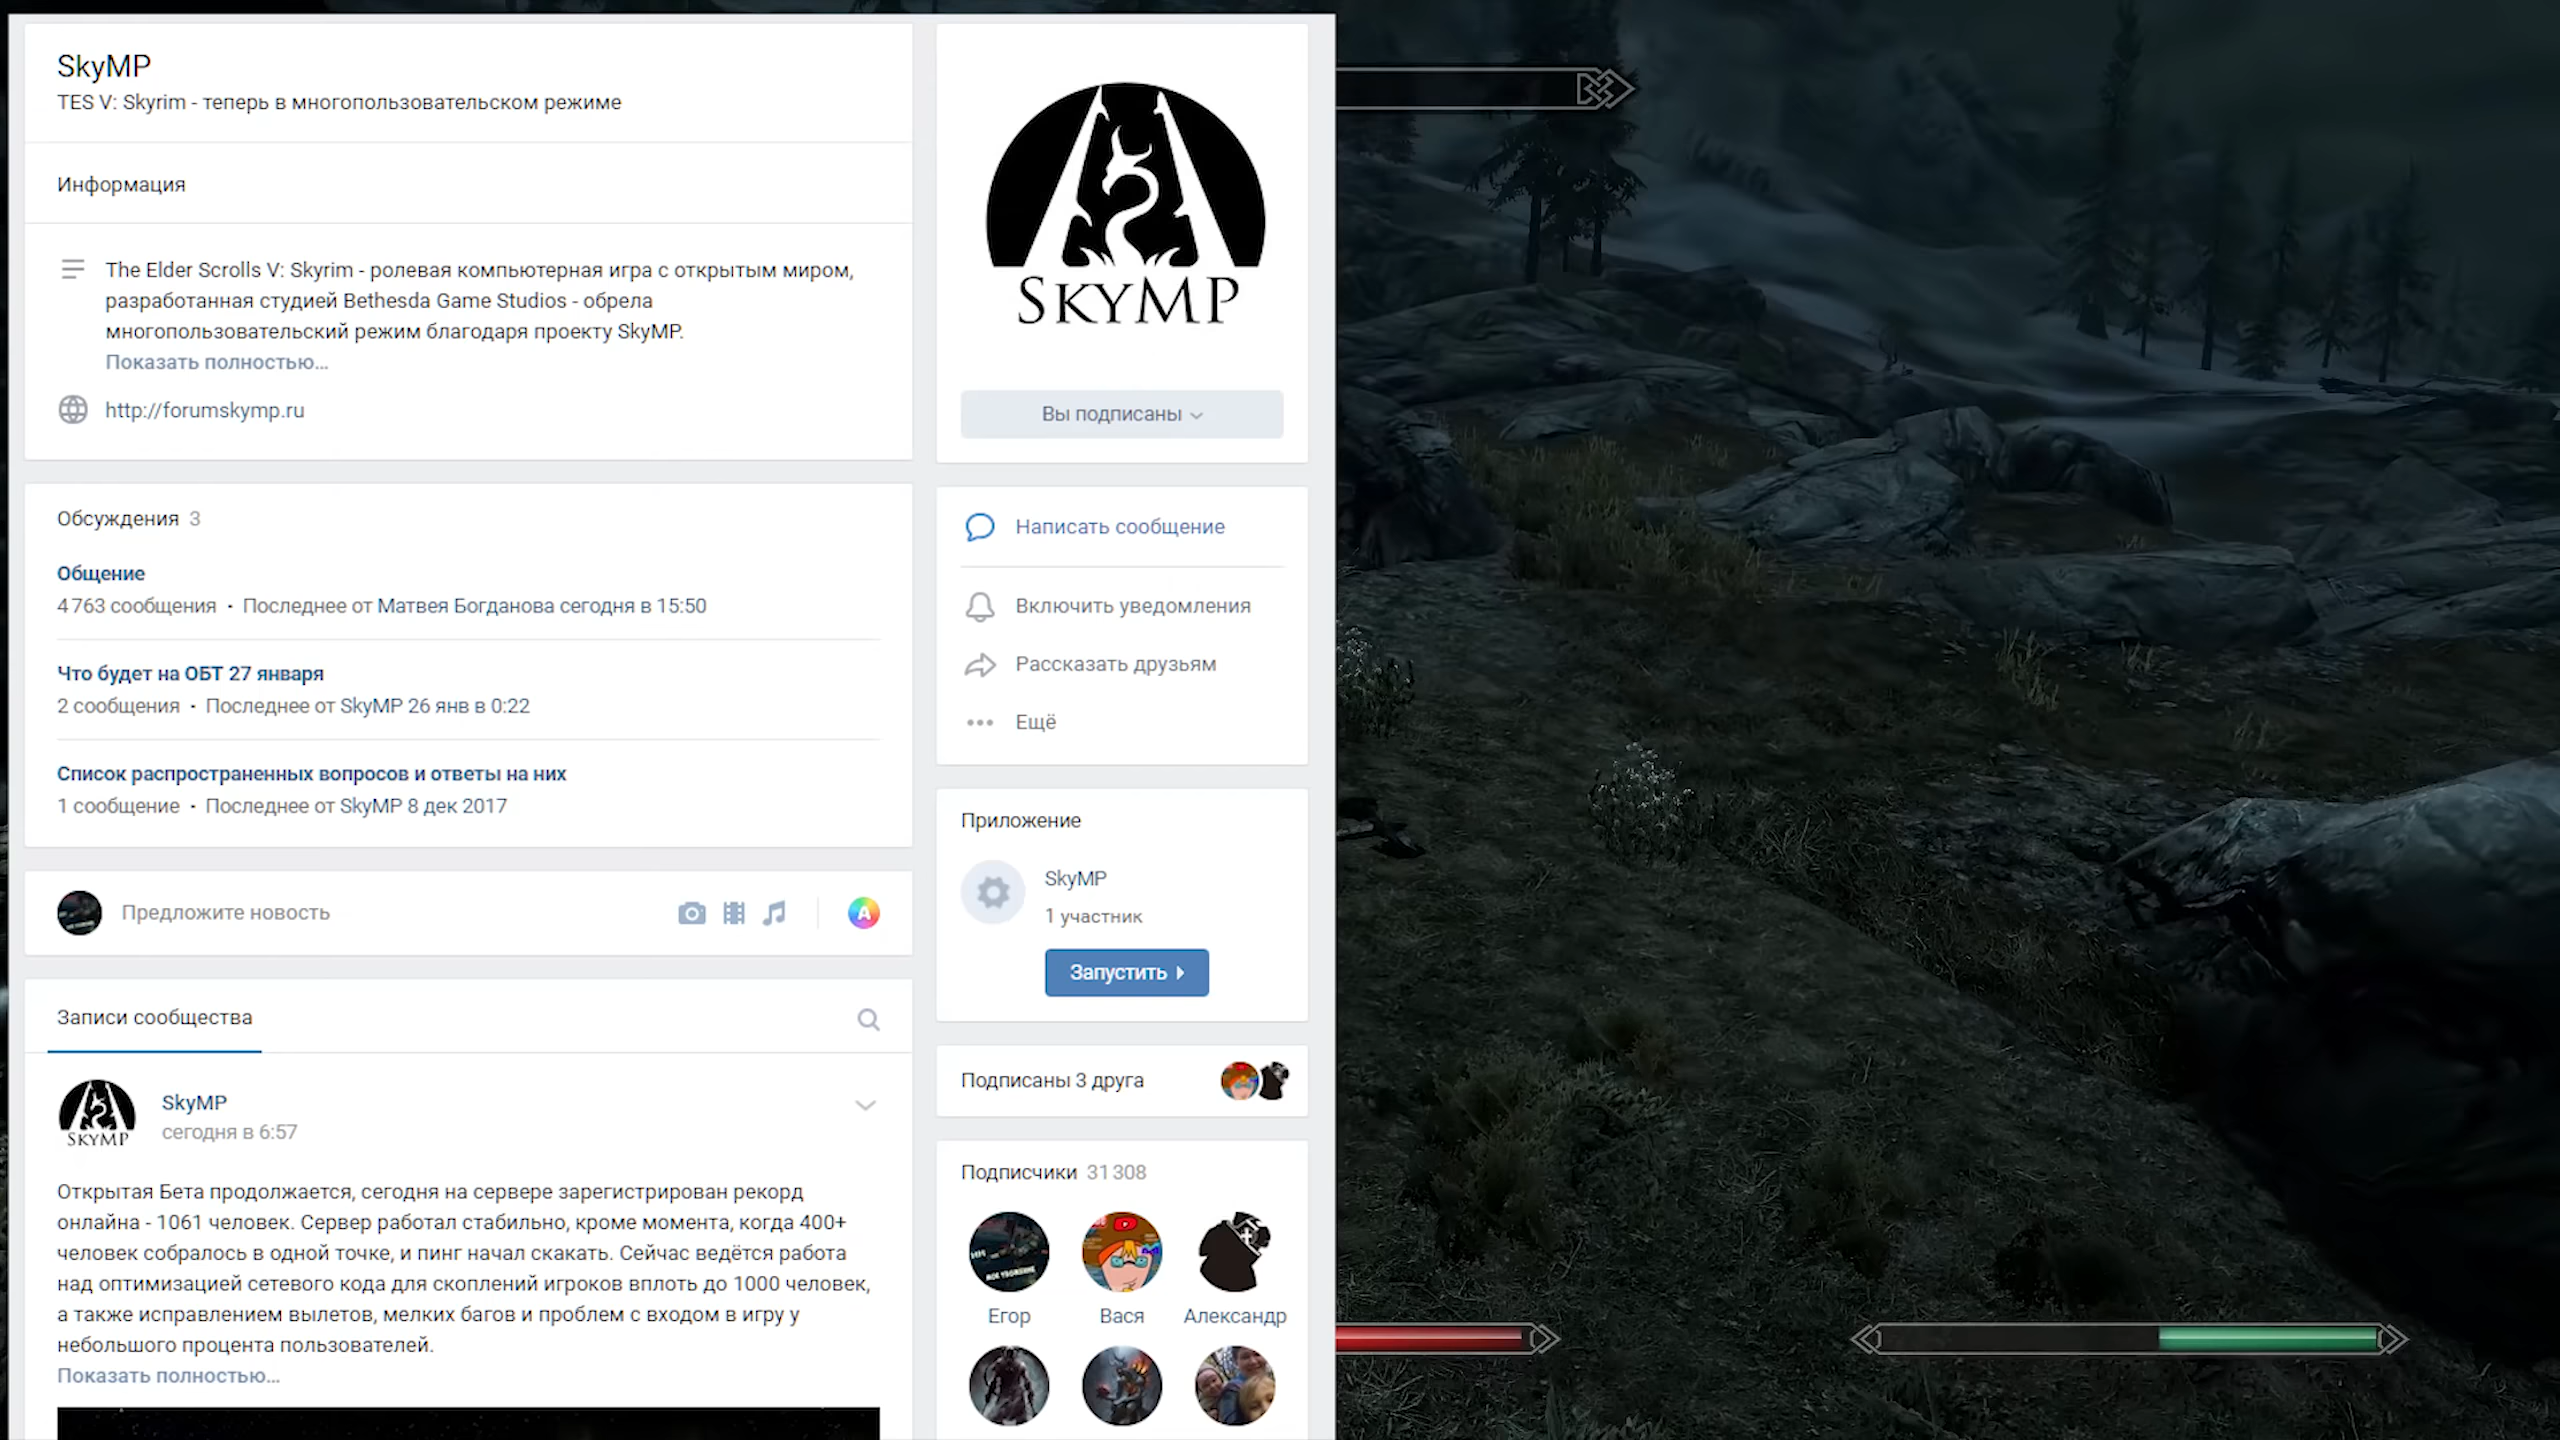 SkyMP
TES V: Skyrim - теперь в многопользовательском режиме
Информация
The Elder Scrolls V: Skyrim - ролевая компьютерная игра с открытым миром,
разработанная студией Bethesda Game Studios - обрела
многопользовательский режим благодаря проекту SkyMP.
Показать полностью…
http://forumskymp.ru
Обсуждения 3
Общение
4 763 сообщения · Последнее от Матвея Богданова сегодня в 15:50
Что будет на ОБТ 27 января
2 сообщения · Последнее от SkyMP 26 янв в 0:22
Список распространенных вопросов и ответы на них
1 сообщение · Последнее от SkyMP 8 дек 2017
Предложите новость
Записи сообщества
SkyMP
SkyMP
сегодня в 6:57
Открытая Бета продолжается, сегодня на сервере зарегистрирован рекорд
онлайна - 1061 человек. Сервер работал стабильно, кроме момента, когда 400+
человек собралось в одной точке, и пинг начал скакать. Сейчас ведётся работа
над оптимизацией сетевого кода для скоплений игроков вплоть до 1000 человек,
а также исправлением вылетов, мелких багов и проблем с входом в игру у
небольшого процента пользователей.
Показать полностью…
SkyMP
Вы подписаны
Написать сообщение
Включить уведомления
Рассказать друзьям
Ещё
Приложение
SkyMP
1 участник
Запустить
Подписаны 3 друга
Подписчики 31 308
Егор Вася Александр